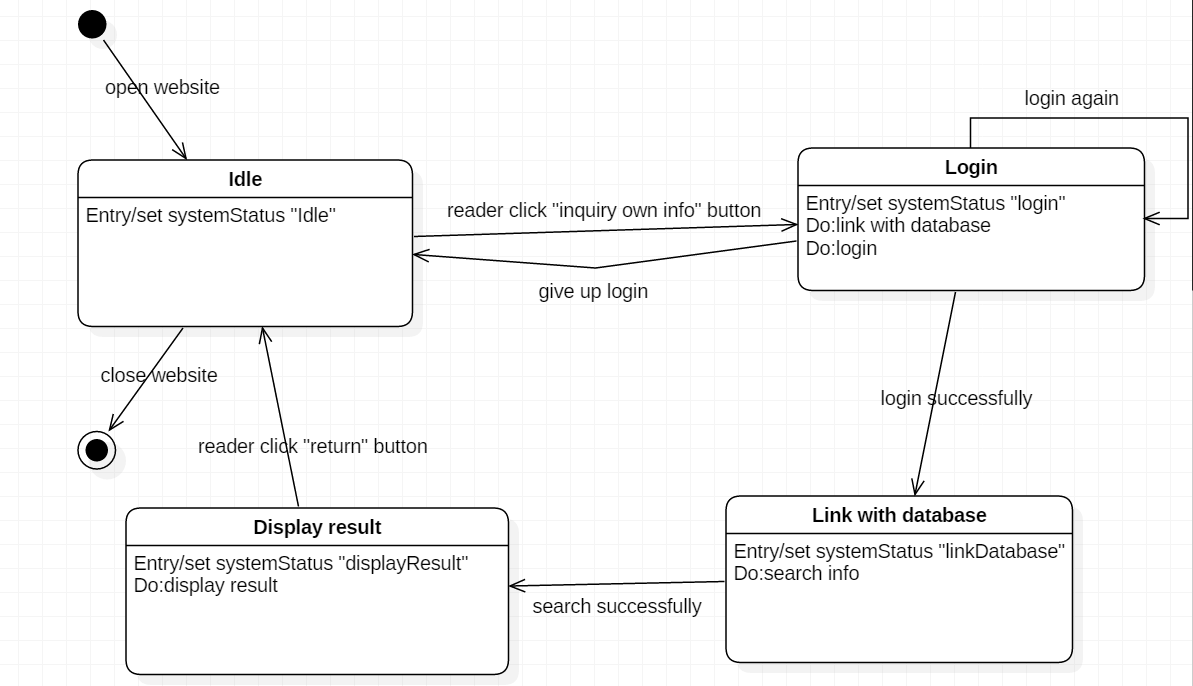 open website
login again
Idle
Entry/set systemStatus "Idle"
reader click "inquiry own info" button
give up login
Login
Entry/set systemStatus "login"
Do:link with database
Do:login
close website
login successfully
reader click "return" button
Display result
Entry/set systemStatus "displayResult"
Do:display result
search successfully
Link with database
Entry/set systemStatus "linkDatabase"
Do:search info